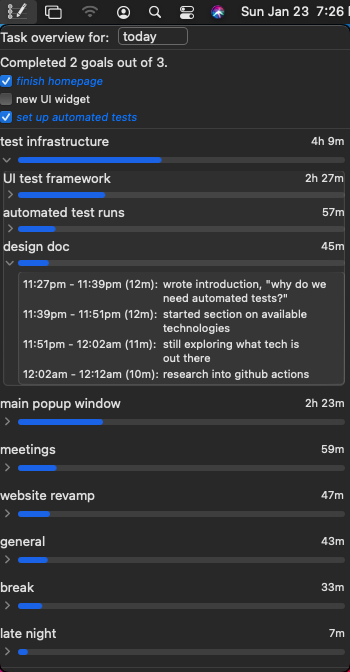 Sun Jan 23 7:26
Task overview for: today
Completed 2 goals out of 3.
finish homepage
new UI widget
set up automated tests
test infrastructure 4h 9m
UI test framework 2h 27m
automated test runs 57m
design doc 45m
11:27pm - 11:39pm (12m): wrote introduction, "why do we
need automated tests?"
11:39pm - 11:51pm (12m): started section on available
technologies
11:51pm - 12:02am (11m): still exploring what tech is
out there
12:02am - 12:12am (10m): research into github actions
main popup window 2h 23m
meetings 59m
website revamp 47m
general 43m
break 33m
late night 7m